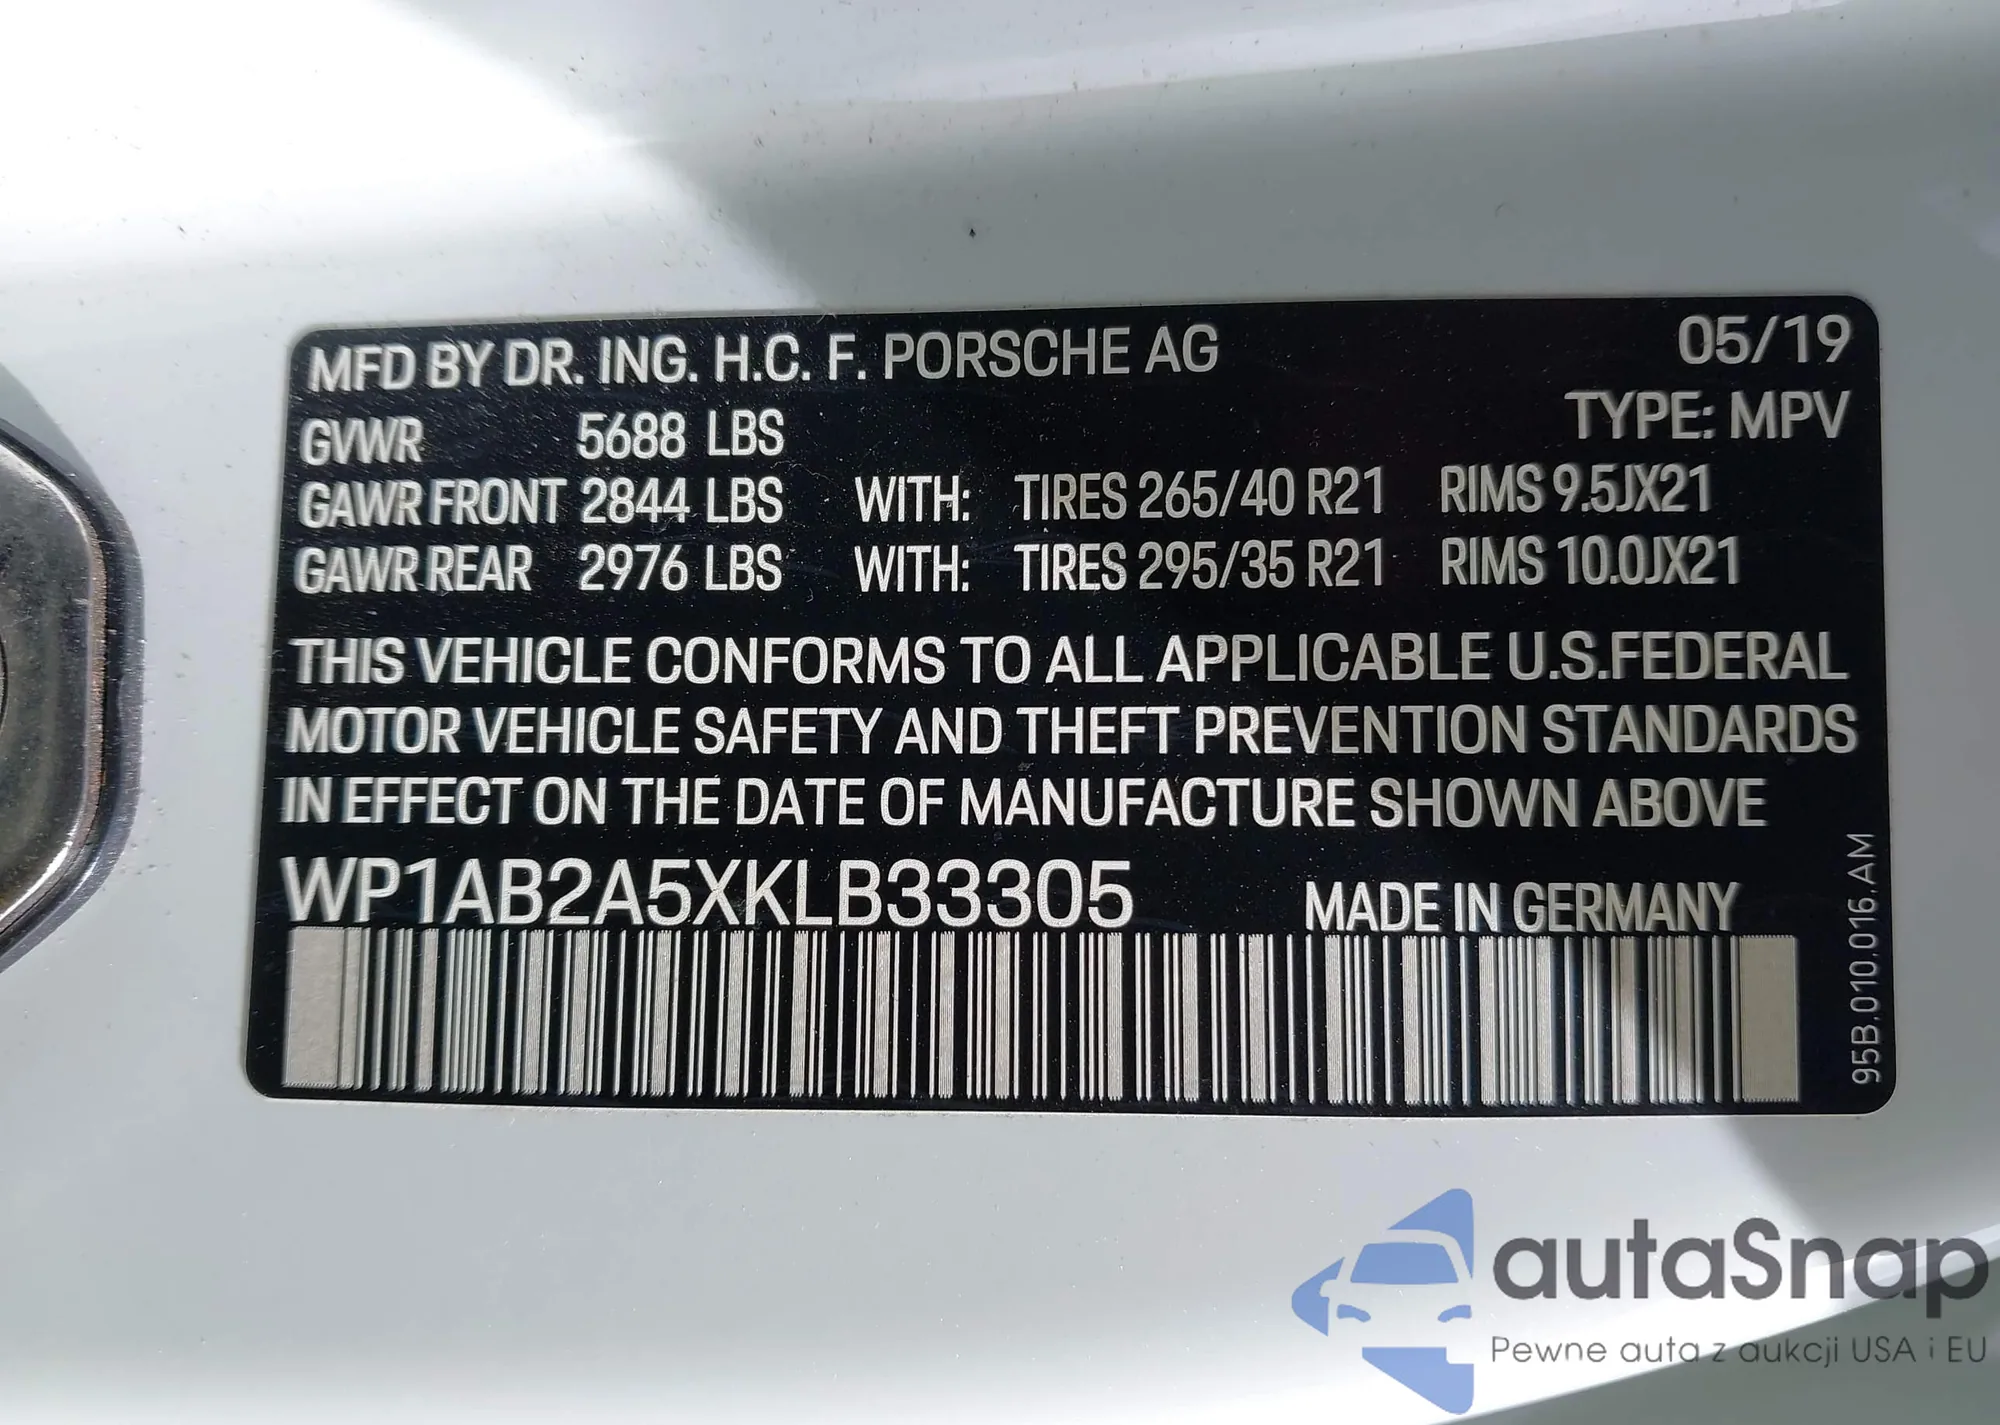 MFD BY DR. ING. H.C. F. PORSCHE AG 05/19
GVWR 5688 LBS TYPE: MPV
GAWR FRONT 2844 LBS WITH: TIRES 265/40 R21 RIMS 9.5JX21
GAWR REAR 2976 LBS WITH: TIRES 295/35 R21 RIMS 10.0JX21
THIS VEHICLE CONFORMS TO ALL APPLICABLE U.S.FEDERAL
MOTOR VEHICLE SAFETY AND THEFT PREVENTION STANDARDS
IN EFFECT ON THE DATE OF MANUFACTURE SHOWN ABOVE
WP1AB2A5XKLB33305 MADE IN GERMANY
95B.010.016.AM
autaSnap
Pewne auta z aukcji USA i EU